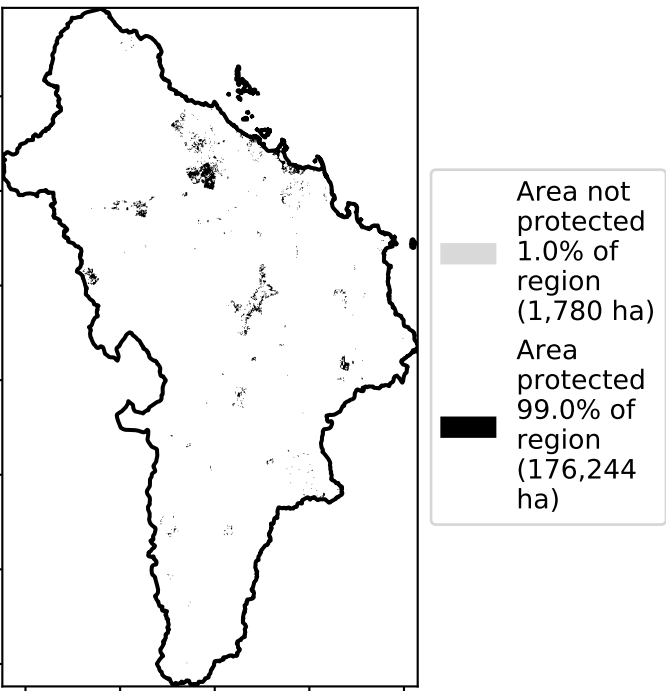 Area not
protected
1.0% of
region
(1,780 ha)
Area
protected
99.0% of
region
(176,244
ha)